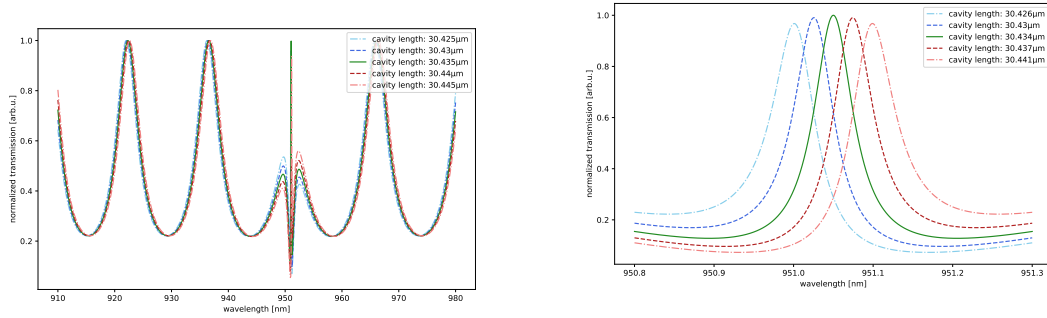 cavity length: 30.425μm
cavity length: 30.43μm
cavity length: 30.435μm
cavity length: 30.44μm
cavity length: 30.445μm
normalized transmission [arb.u.]
1.0
0.8
0.6
0.4
0.2
910
920
930
940
950
960
970
980
wavelength [nm]
cavity length: 30.426μm
cavity length: 30.43μm
cavity length: 30.434μm
cavity length: 30.437μm
cavity length: 30.441μm
normalized transmission [arb.u.]
1.0
0.8
0.6
0.4
0.2
950.8
950.9
951.0
951.1
951.2
951.3
wavelength [nm]